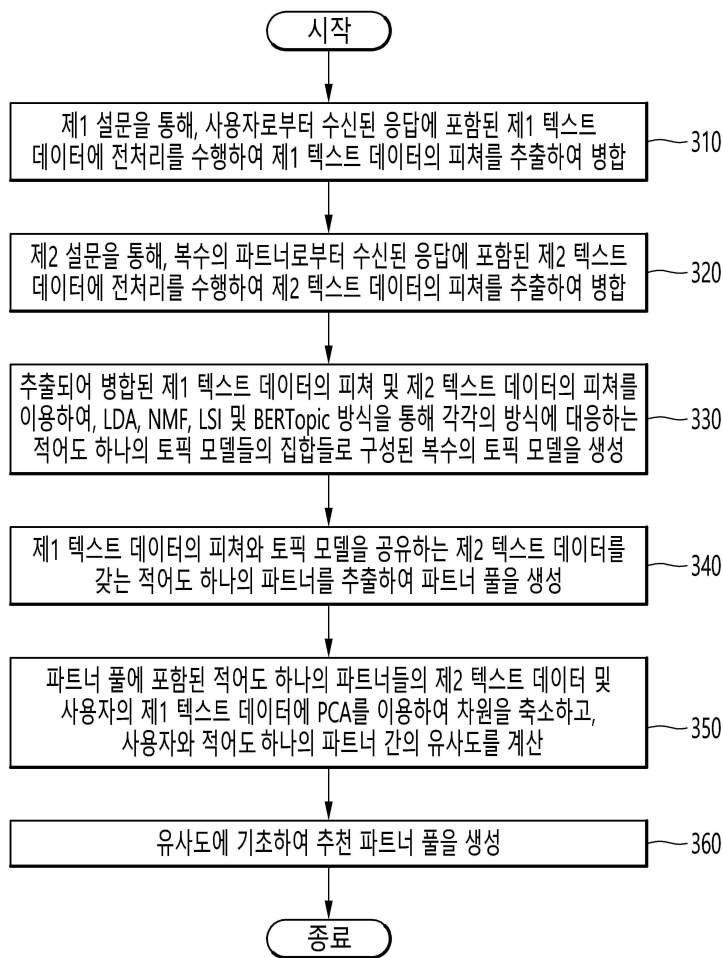 시작
제1 설문을 통해, 사용자로부터 수신된 응답에 포함된 제1 텍스트
데이터에 전처리를 수행하여 제1 텍스트 데이터의 피쳐를 추출하여 병합
310
제2 설문을 통해, 복수의 파트너로부터 수신된 응답에 포함된 제2 텍스트
데이터에 전처리를 수행하여 제2 텍스트 데이터의 피쳐를 추출하여 병합
320
추출되어 병합된 제1 텍스트 데이터의 피쳐 및 제2 텍스트 데이터의 피쳐를
이용하여, LDA, NMF, LSI 및 BERTopic 방식을 통해 각각의 방식에 대응하는
적어도 하나의 토픽 모델들의 집합들로 구성된 복수의 토픽 모델을 생성
330
제1 텍스트 데이터의 피쳐와 토픽 모델을 공유하는 제2 텍스트 데이터를
갖는 적어도 하나의 파트너를 추출하여 파트너 풀을 생성
340
파트너 풀에 포함된 적어도 하나의 파트너들의 제2 텍스트 데이터 및
사용자의 제1 텍스트 데이터에 PCA를 이용하여 차원을 축소하고,
사용자와 적어도 하나의 파트너 간의 유사도를 계산
350
유사도에 기초하여 추천 파트너 풀을 생성
360
종료